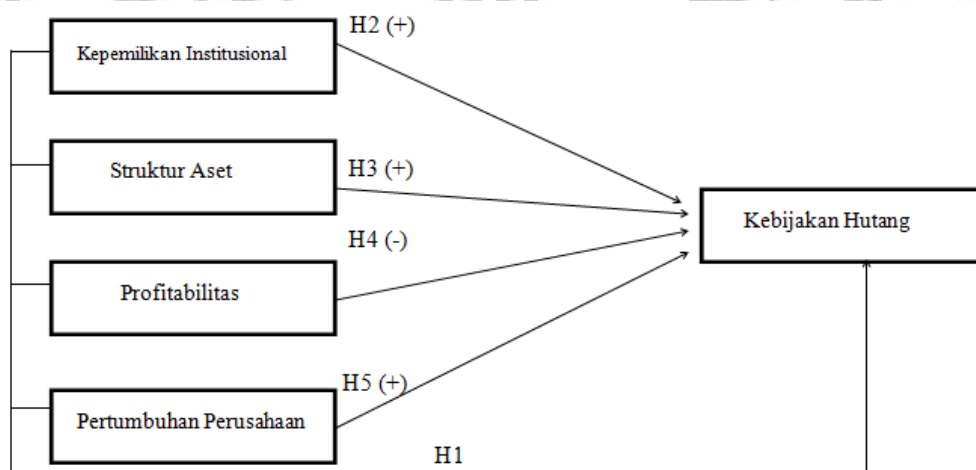 H2 (+)
Kepemilikan Institusional
Struktur Aset
H3 (+)
Kebijakan Hutang
H4 (-)
Profitabilitas
H5 (+)
Pertumbuhan Perusahaan
H1